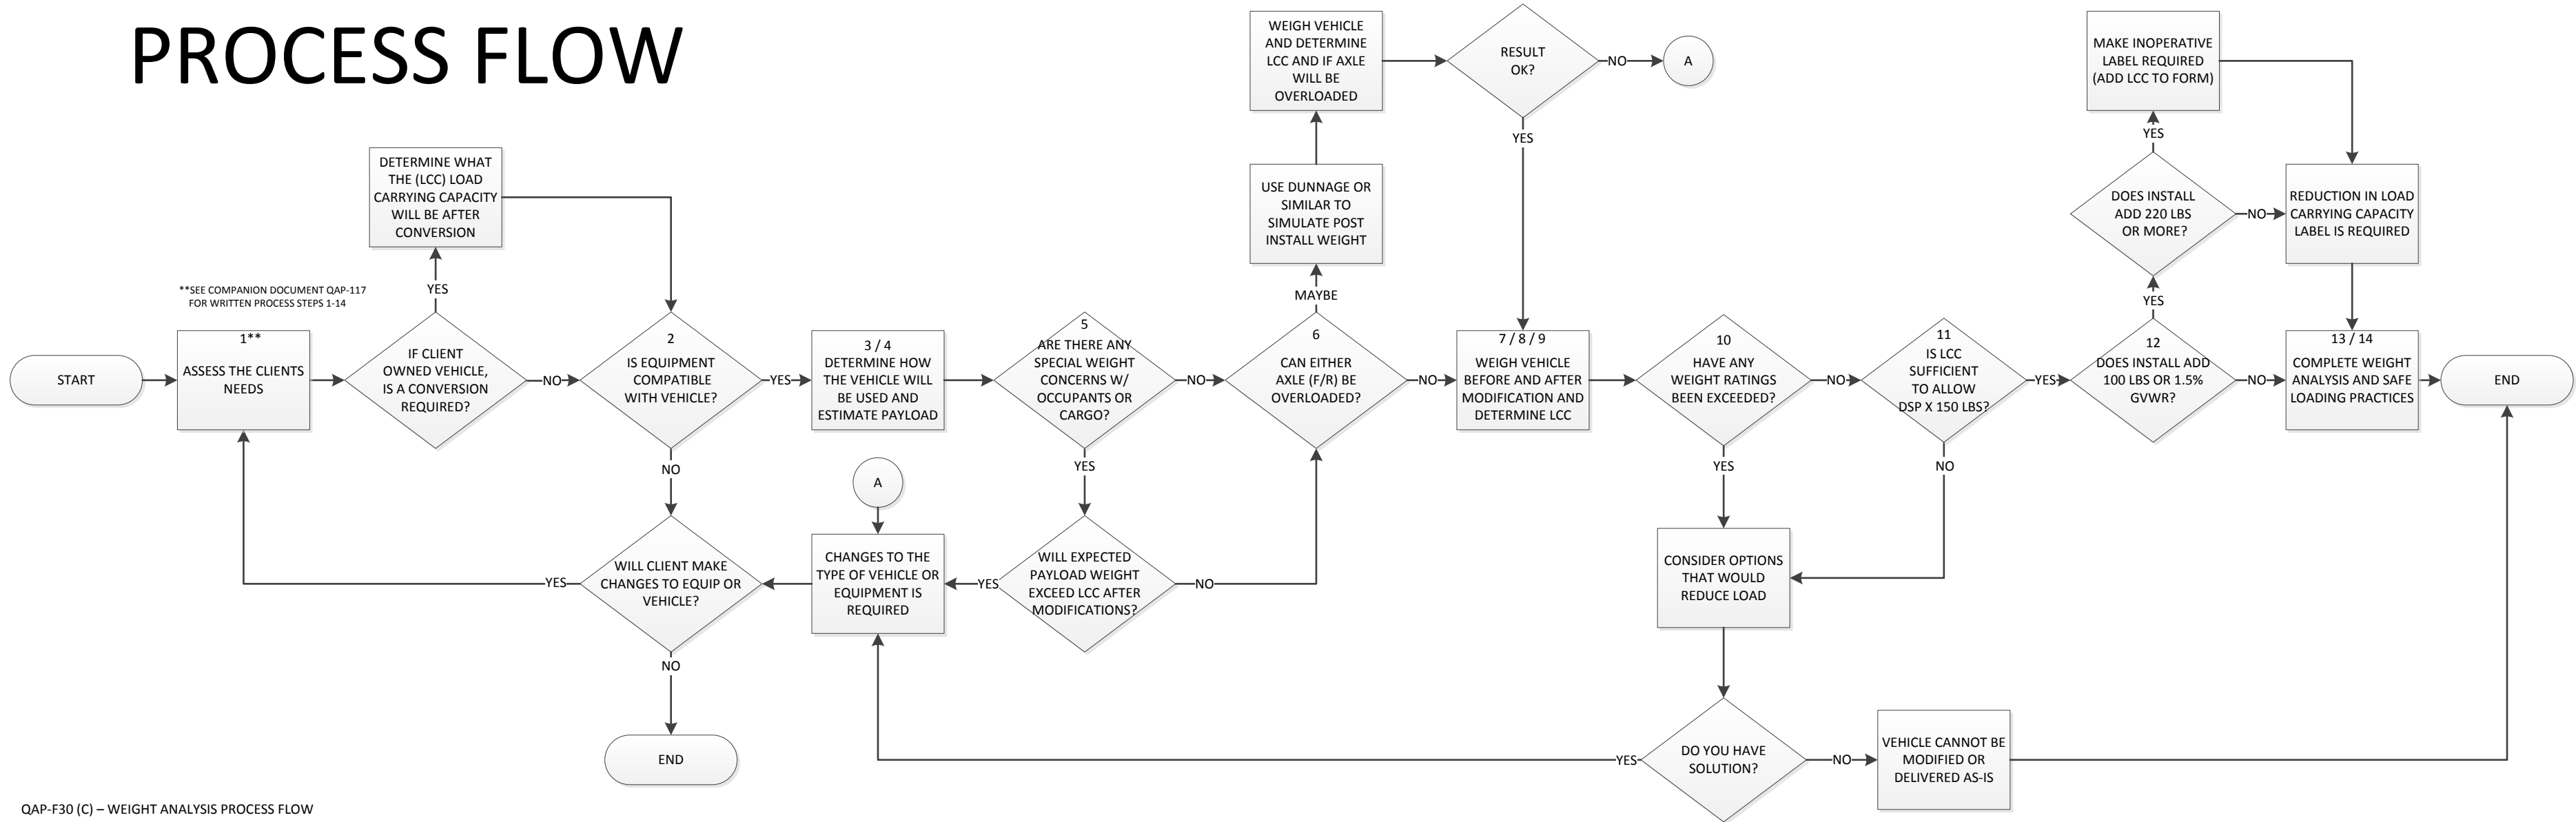 PROCESS FLOW
**SEE COMPANION DOCUMENT QAP-117
FOR WRITTEN PROCESS STEPS 1-14
START
1**
ASSESS THE CLIENTS
NEEDS
IF CLIENT
OWNED VEHICLE,
IS A CONVERSION
REQUIRED?
YES
DETERMINE WHAT
THE (LCC) LOAD
CARRYING CAPACITY
WILL BE AFTER
CONVERSION
NO
2
IS EQUIPMENT
COMPATIBLE
WITH VEHICLE?
YES
NO
WILL CLIENT MAKE
CHANGES TO EQUIP OR
VEHICLE?
YES
NO
END
3 / 4
DETERMINE HOW
THE VEHICLE WILL
BE USED AND
ESTIMATE PAYLOAD
A
CHANGES TO THE
TYPE OF VEHICLE OR
EQUIPMENT IS
REQUIRED
5
ARE THERE ANY
SPECIAL WEIGHT
CONCERNS W/
OCCUPANTS OR
CARGO?
NO
YES
WILL EXPECTED
PAYLOAD WEIGHT
EXCEED LCC AFTER
MODIFICATIONS?
YES
NO
6
CAN EITHER
AXLE (F/R) BE
OVERLOADED?
MAYBE
USE DUNNAGE OR
SIMILAR TO
SIMULATE POST
INSTALL WEIGHT
WEIGH VEHICLE
AND DETERMINE
LCC AND IF AXLE
WILL BE
OVERLOADED
RESULT
OK?
NO
A
YES
NO
7 / 8 / 9
WEIGH VEHICLE
BEFORE AND AFTER
MODIFICATION AND
DETERMINE LCC
10
HAVE ANY
WEIGHT RATINGS
BEEN EXCEEDED?
NO
YES
CONSIDER OPTIONS
THAT WOULD
REDUCE LOAD
DO YOU HAVE
SOLUTION?
YES
NO
VEHICLE CANNOT BE
MODIFIED OR
DELIVERED AS-IS
11
IS LCC
SUFFICIENT
TO ALLOW
DSP X 150 LBS?
NO
YES
12
DOES INSTALL ADD
100 LBS OR 1.5%
GVWR?
YES
NO
DOES INSTALL
ADD 220 LBS
OR MORE?
YES
NO
MAKE INOPERATIVE
LABEL REQUIRED
(ADD LCC TO FORM)
REDUCTION IN LOAD
CARRYING CAPACITY
LABEL IS REQUIRED
13 / 14
COMPLETE WEIGHT
ANALYSIS AND SAFE
LOADING PRACTICES
END
QAP-F30 (C) – WEIGHT ANALYSIS PROCESS FLOW